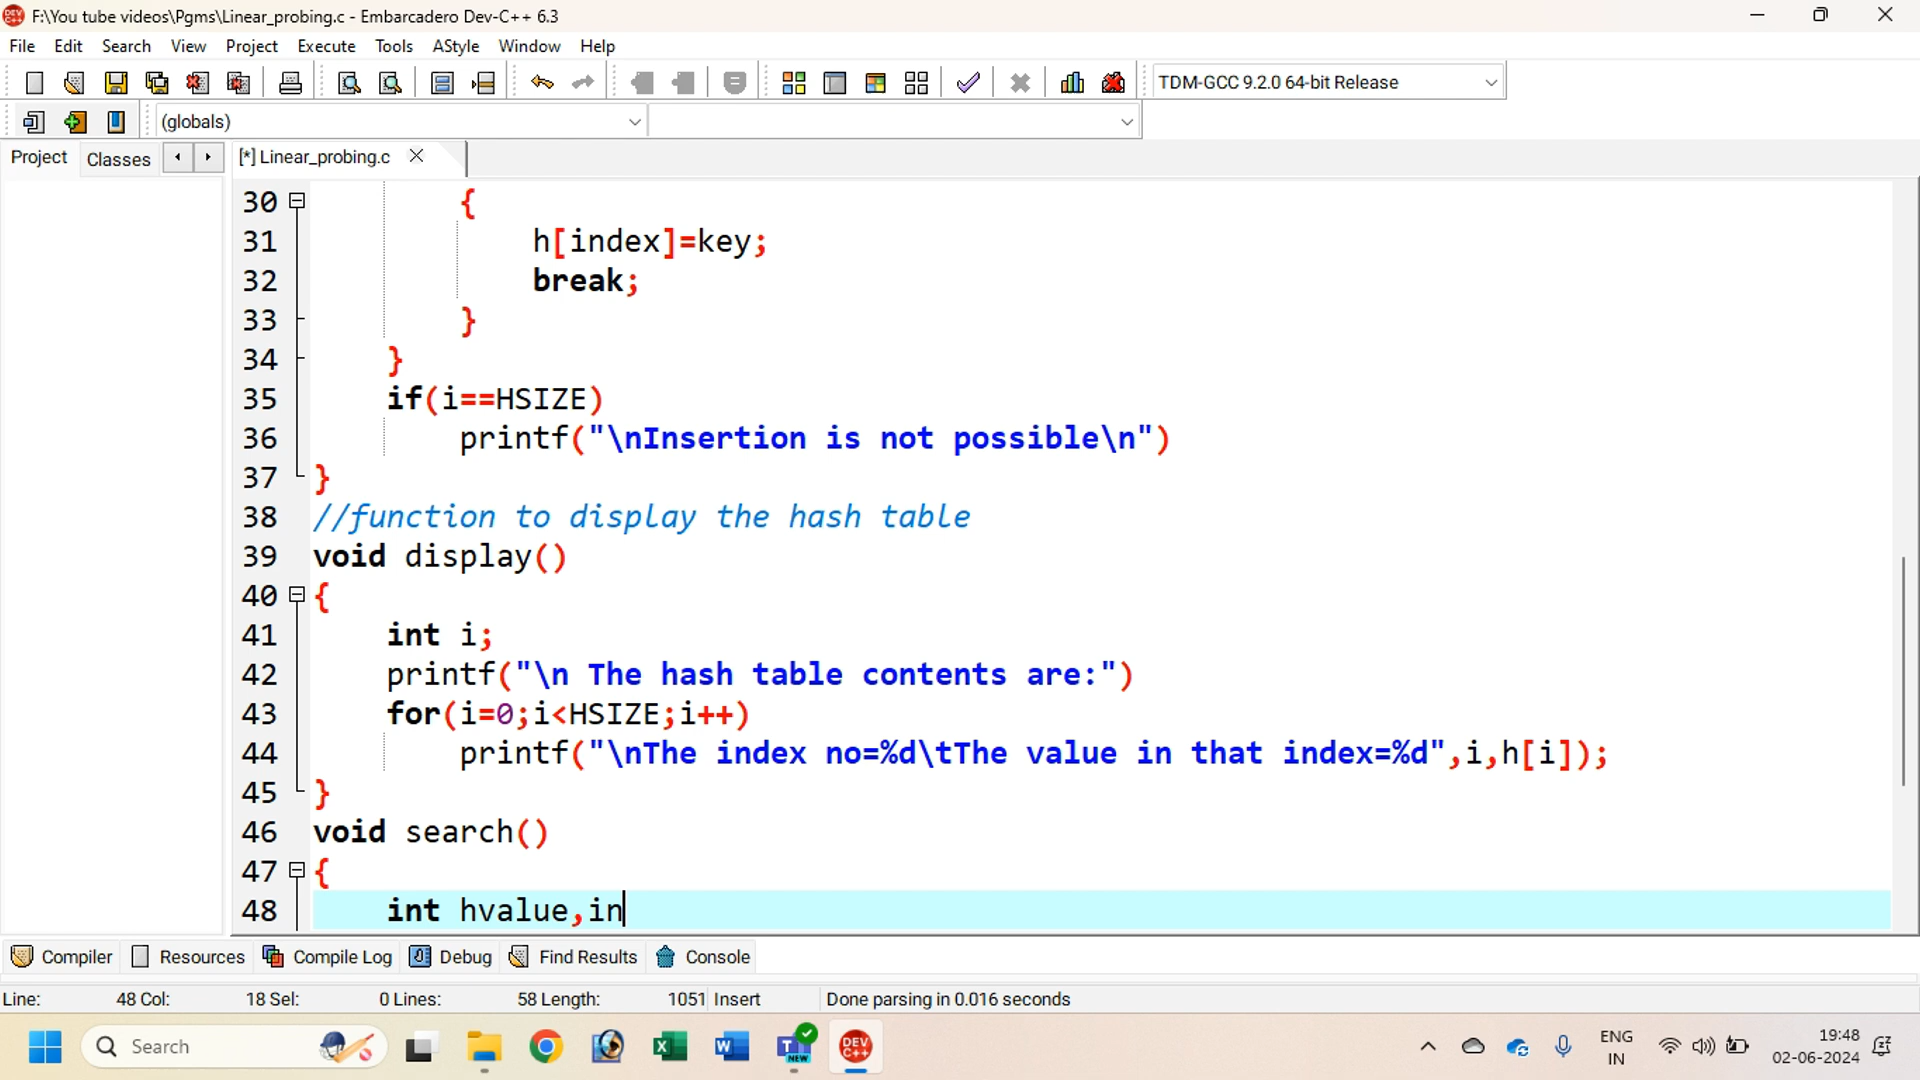 F:\You tube videos\Pgms\Linear_probing.c - Embarcadero Dev-C++ 6.3
File Edit Search View Project Execute Tools AStyle Window Help
TDM-GCC 9.2.0 64-bit Release
(globals)
Project Classes [*] Linear_probing.c
30 {
31 h[index]=key;
32 break;
33 }
34 }
35 if(i==HSIZE)
36 printf("\nInsertion is not possible\n")
37 }
38 //function to display the hash table
39 void display()
40 {
41 int i;
42 printf("\n The hash table contents are:")
43 for(i=0;i<HSIZE;i++)
44 printf("\nThe index no=%d\tThe value in that index=%d",i,h[i]);
45 }
46 void search()
47 {
48 int hvalue,in
Compiler Resources Compile Log Debug Find Results Console
Line: 48 Col: 18 Sel: 0 Lines: 58 Length: 1051 Insert Done parsing in 0.016 seconds
Search
NEW
DEV C++
ENG
IN
19:48
02-06-2024